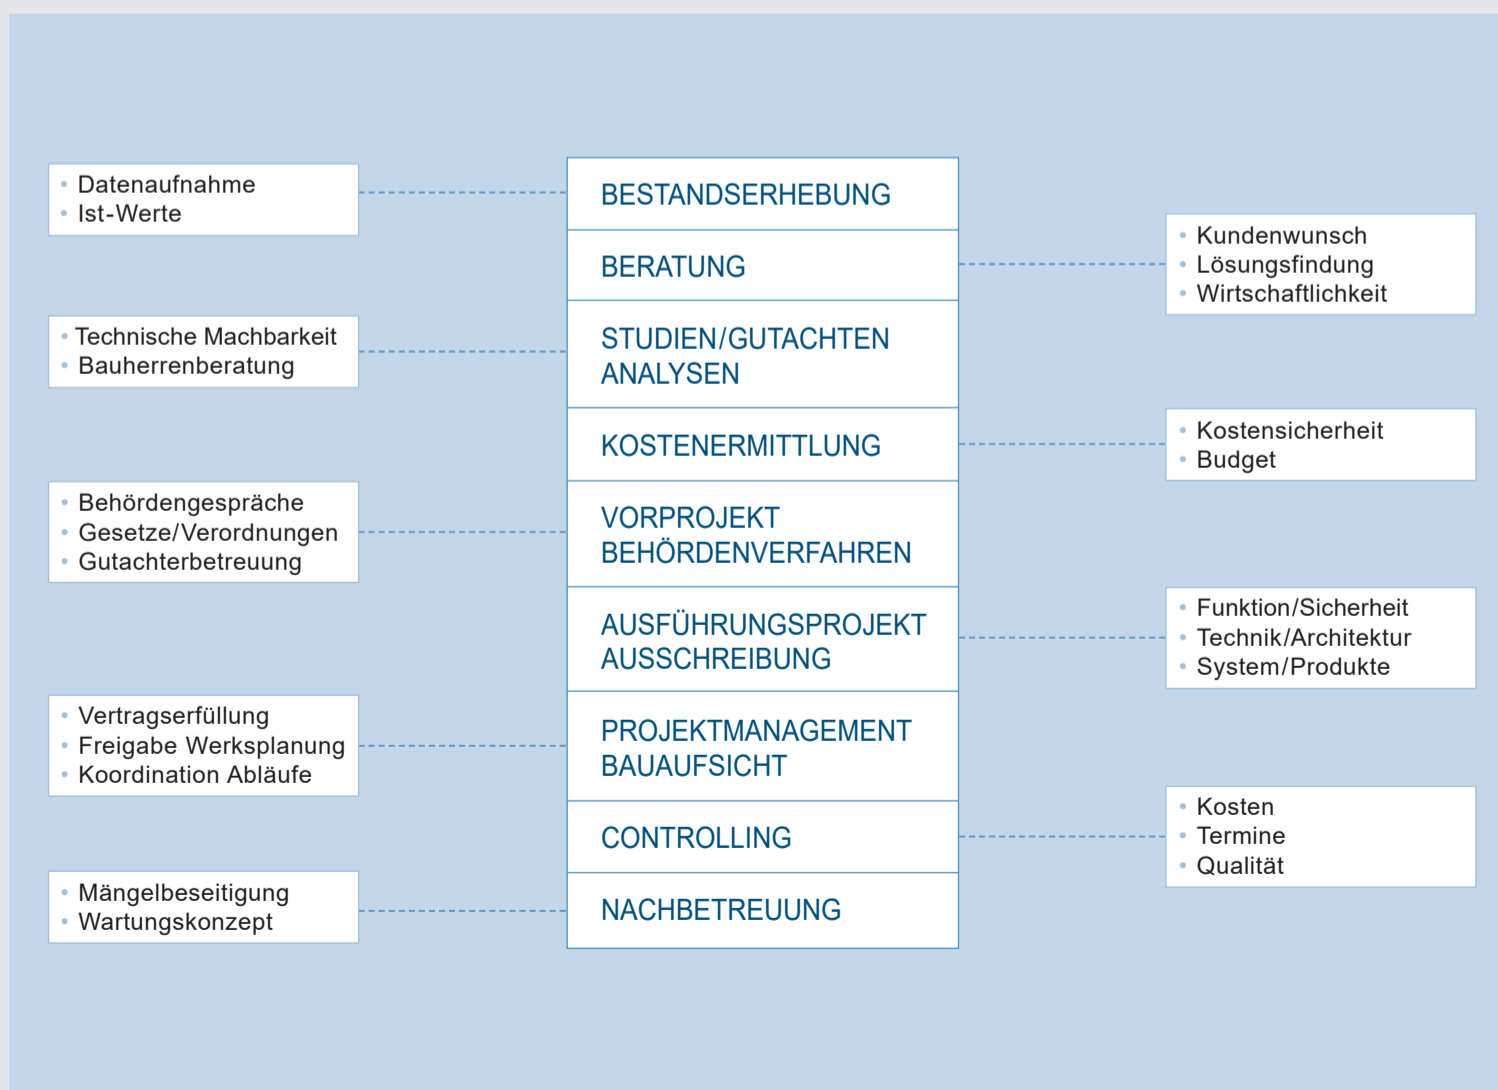 • Datenaufnahme
• Ist-Werte
BESTANDSERHEBUNG
BERATUNG
• Kundenwunsch
• Lösungsfindung
• Wirtschaftlichkeit
• Technische Machbarkeit
• Bauherrenberatung
STUDIEN/GUTACHTEN
ANALYSEN
KOSTENERMITTLUNG
• Kostensicherheit
• Budget
• Behördengespräche
• Gesetze/Verordnungen
• Gutachterbetreuung
VORPROJEKT
BEHÖRDENVERFAHREN
AUSFÜHRUNGSPROJEKT
AUSSCHREIBUNG
• Funktion/Sicherheit
• Technik/Architektur
• System/Produkte
• Vertragserfüllung
• Freigabe Werksplanung
• Koordination Abläufe
PROJEKTMANAGEMENT
BAUAUFSICHT
CONTROLLING
• Kosten
• Termine
• Qualität
• Mängelbeseitigung
• Wartungskonzept
NACHBETREUUNG